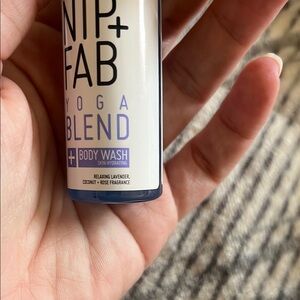 NIP+
FAB
YOGA
BLEND
+ BODY WASH
SKIN HYDRATING
RELAXING LAVENDER,
COCONUT + ROSE FRAGRANCE